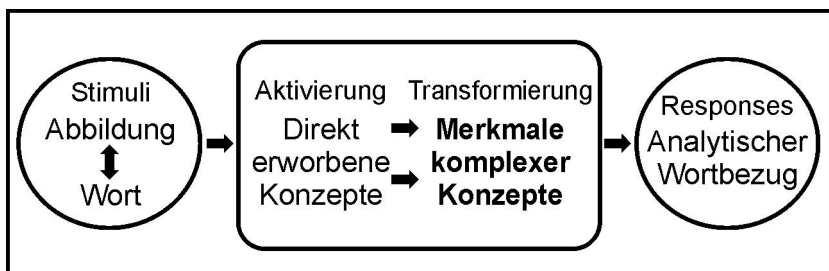 Stimuli
Abbildung
Wort
Aktivierung
Direkt
erworbene
Konzepte
Transformierung
Merkmale
komplexer
Konzepte
Responses
Analytischer
Wortbezug